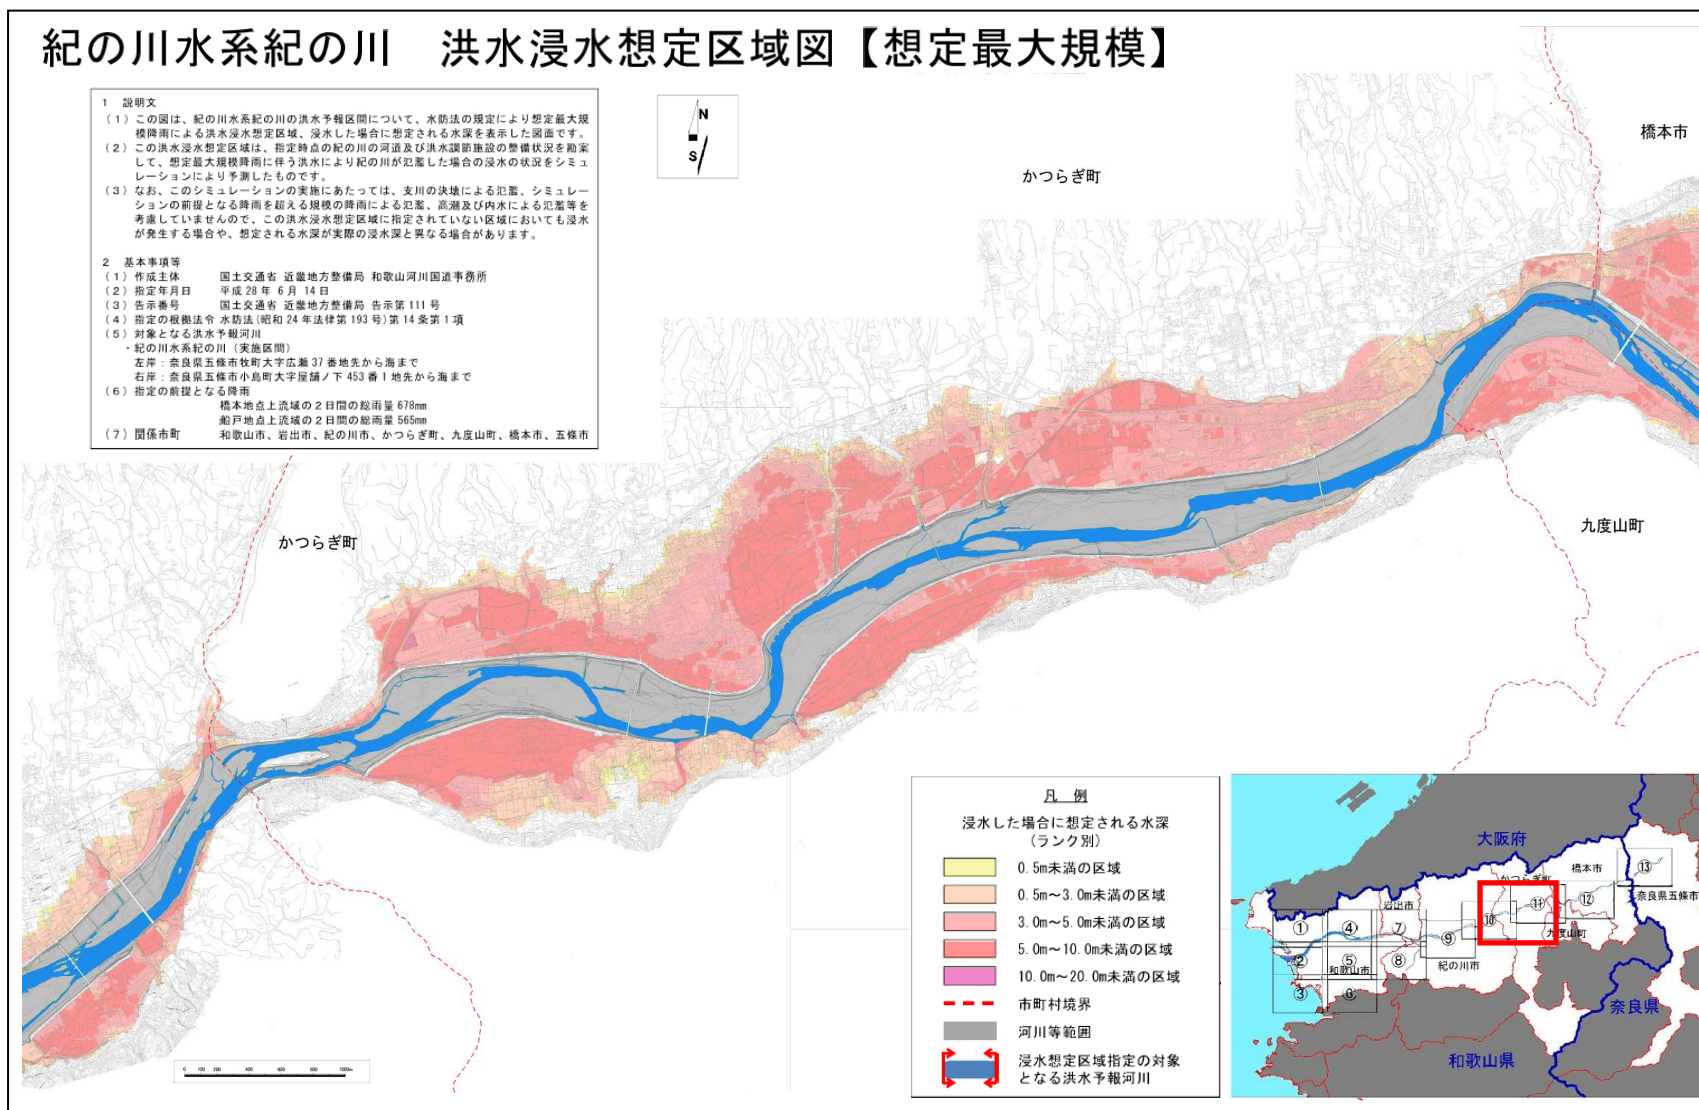 紀の川水系紀の川　洪水浸水想定区域図【想定最大規模】
1　説明文
(1)この図は、紀の川水系紀の川の洪水予報区間について、水防法の規定により想定最大規
模降雨による洪水浸水想定区域、浸水した場合に想定される水深を表示した図面です。
(2)この洪水浸水想定区域は、指定時点の紀の川の河道及び洪水調節施設の整備状況を勘案
して、想定最大規模降雨に伴う洪水により紀の川が氾濫した場合の浸水の状況をシミュ
レーションにより予測したものです。
(3)なお、このシミュレーションの実施にあたっては、支川の決壊による氾濫、シミュレー
ションの前提となる降雨を超える規模の降雨による氾濫、高潮及び内水による氾濫等を
考慮していませんので、この洪水浸水想定区域に指定されていない区域においても浸水
が発生する場合や、想定される水深が実際の浸水深と異なる場合があります。
2　基本事項等
(1)作成主体　国土交通省 近畿地方整備局 和歌山河川国道事務所
(2)指定年月日　平成 28 年 6 月 14 日
(3)告示番号　国土交通省 近畿地方整備局 告示第 111 号
(4)指定の根拠法令 水防法(昭和 24 年法律第 193 号)第 14 条第 1 項
(5)対象となる洪水予報河川
・紀の川水系紀の川(実施区間)
左岸:奈良県五條市牧町大字広瀬 37 番地先から海まで
右岸:奈良県五條市小島町大字屋舗ノ下 453 番 1 地先から海まで
(6)指定の前提となる降雨
橋本地点上流域の2日間の総雨量 678mm
船戸地点上流域の2日間の総雨量 565mm
(7)関係市町　和歌山市、岩出市、紀の川市、かつらぎ町、九度山町、橋本市、五條市
N
S
橋本市
かつらぎ町
かつらぎ町
九度山町
凡　例
浸水した場合に想定される水深
(ランク別)
0.5m未満の区域
0.5m～3.0m未満の区域
3.0m～5.0m未満の区域
5.0m～10.0m未満の区域
10.0m～20.0m未満の区域
市町村境界
河川等範囲
浸水想定区域指定の対象
となる洪水予報河川
大阪府
橋本市
⑬
かつらぎ町
奈良県五條市
岩出市
⑫
⑪
⑩
九度山町
①
④
⑦
⑨
②
⑤
⑧
和歌山市
紀の川市
③
⑥
奈良県
和歌山県
0 100 200 400 600 800 1000m